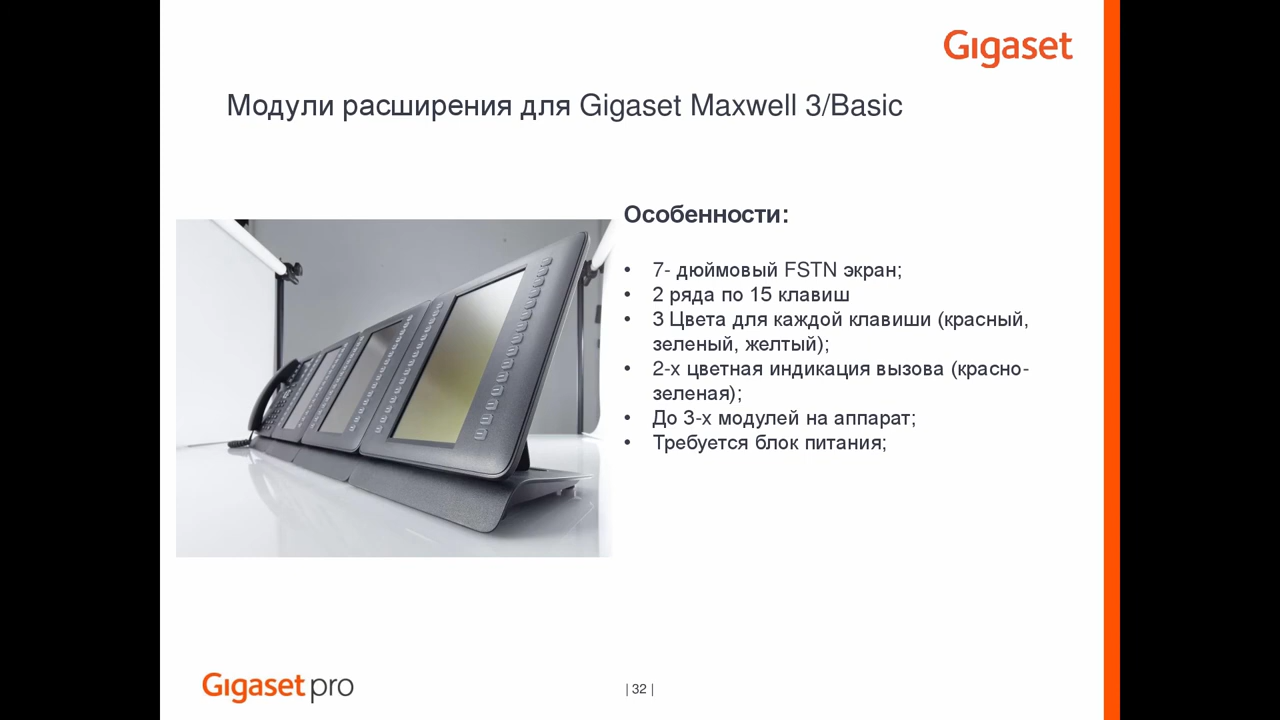 Gigaset
Модули расширения для Gigaset Maxwell 3/Basic
Особенности:
• 7- дюймовый FSTN экран;
• 2 ряда по 15 клавиш
• 3 Цвета для каждой клавиши (красный,
зеленый, желтый);
• 2-х цветная индикация вызова (красно-
зеленая);
• До 3-х модулей на аппарат;
• Требуется блок питания;
Gigaset pro
| 32 |